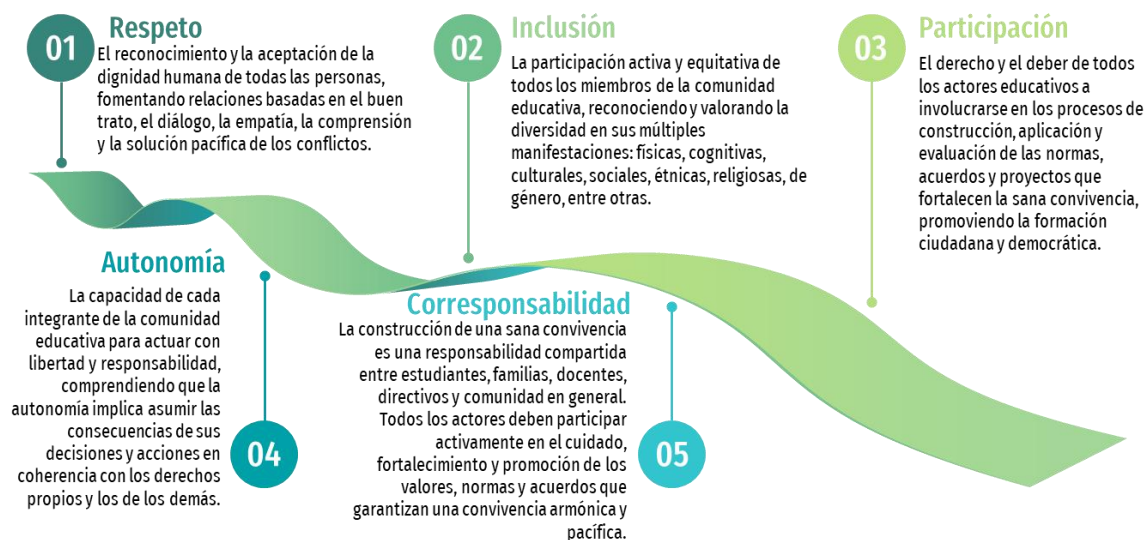 01
Respeto
El reconocimiento y la aceptación de la
dignidad humana de todas las personas,
fomentando relaciones basadas en el buen
trato, el diálogo, la empatía, la comprensión
y la solución pacífica de los conflictos.
02
Inclusión
La participación activa y equitativa de
todos los miembros de la comunidad
educativa, reconociendo y valorando la
diversidad en sus múltiples
manifestaciones: físicas, cognitivas,
culturales, sociales, étnicas, religiosas, de
género, entre otras.
03
Participación
El derecho y el deber de todos
los actores educativos a
involucrarse en los procesos de
construcción, aplicación y
evaluación de las normas,
acuerdos y proyectos que
fortalecen la sana convivencia,
promoviendo la formación
ciudadana y democrática.
Autonomía
La capacidad de cada
integrante de la comunidad
educativa para actuar con
libertad y responsabilidad,
comprendiendo que la
autonomía implica asumir las
consecuencias de sus
decisiones y acciones en
coherencia con los derechos
propios y los de los demás.
04
Corresponsabilidad
La construcción de una sana convivencia
es una responsabilidad compartida
entre estudiantes, familias, docentes,
directivos y comunidad en general.
Todos los actores deben participar
activamente en el cuidado,
fortalecimiento y promoción de los
valores, normas y acuerdos que
garantizan una convivencia armónica y
pacífica.
05